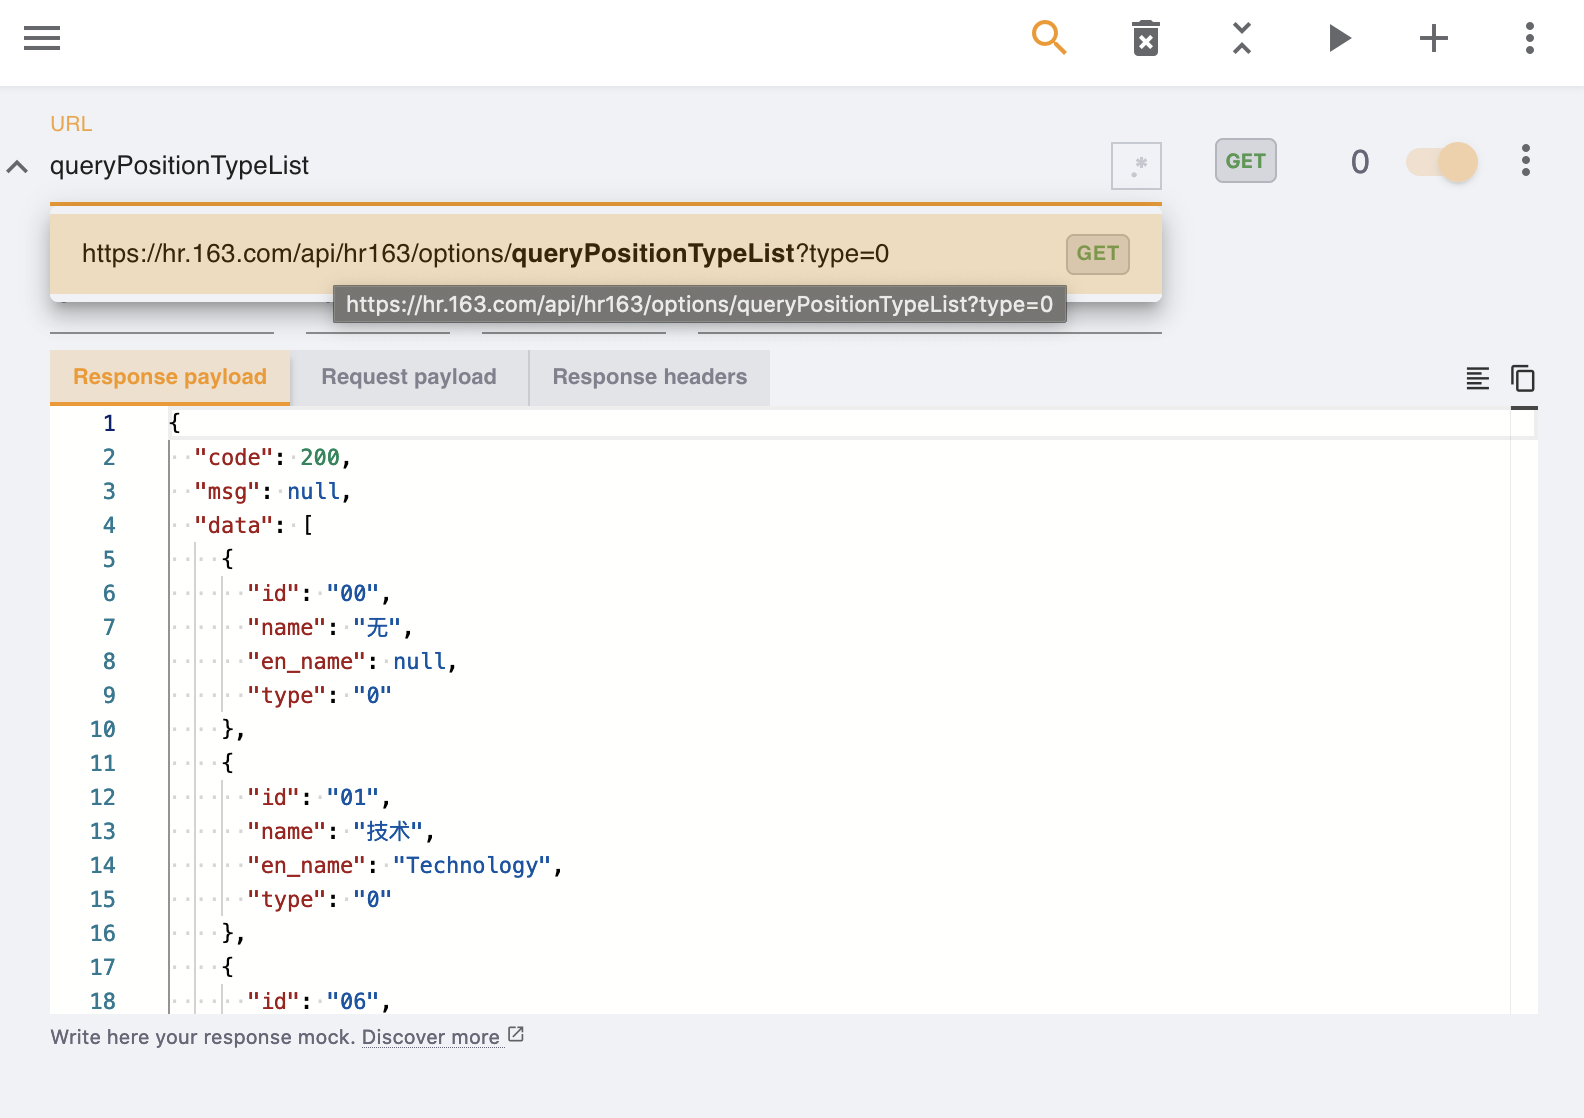 URL
queryPositionTypeList
.*
GET
0
https://hr.163.com/api/hr163/options/queryPositionTypeList?type=0
GET
https://hr.163.com/api/hr163/options/queryPositionTypeList?type=0
Response payload
Request payload
Response headers
1 {
2 "code": 200,
3 "msg": null,
4 "data": [
5 {
6 "id": "00",
7 "name": "无",
8 "en_name": null,
9 "type": "0"
10 },
11 {
12 "id": "01",
13 "name": "技术",
14 "en_name": "Technology",
15 "type": "0"
16 },
17 {
18 "id": "06",
Write here your response mock. Discover more